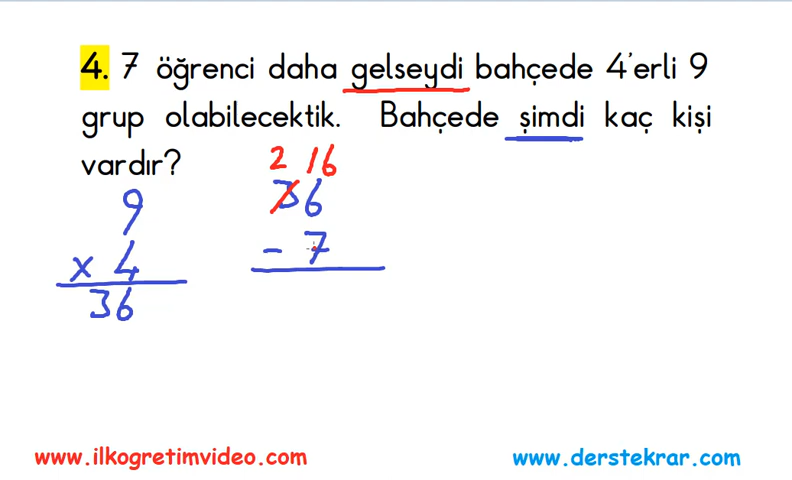 4. 7 öğrenci daha gelseydi bahçede 4'erli 9
grup olabilecektik. Bahçede şimdi kaç kişi
vardır?
9
x 4
36
2 16
36
- 7
www.ilkogretimvideo.com
www.derstekrar.com